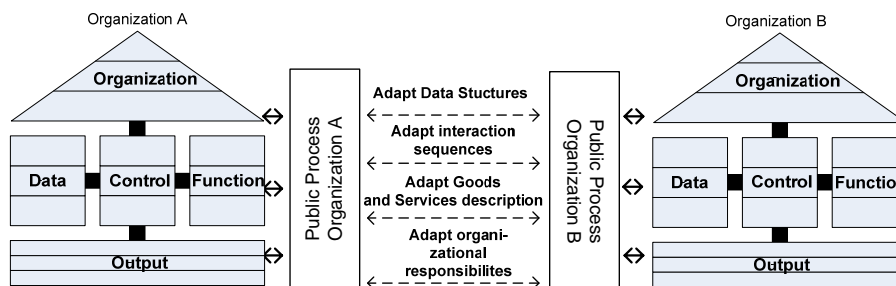 Organization A
Organization
Data
Control
Function
Output
Public Process
Organization A
Adapt Data Stuctures
Adapt interaction
sequences
Adapt Goods
and Services description
Adapt organi-
zational
responsibilites
Public Process
Organization B
Organization B
Organization
Data
Control
Functio
Output